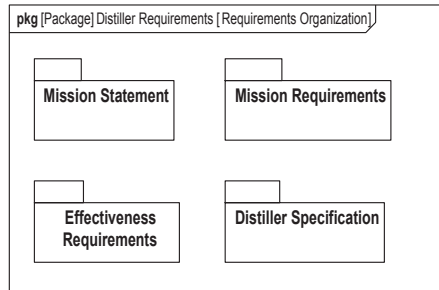 pkg [Package] Distiller Requirements [ Requirements Organization]
Mission Statement
Mission Requirements
Effectiveness
Requirements
Distiller Specification